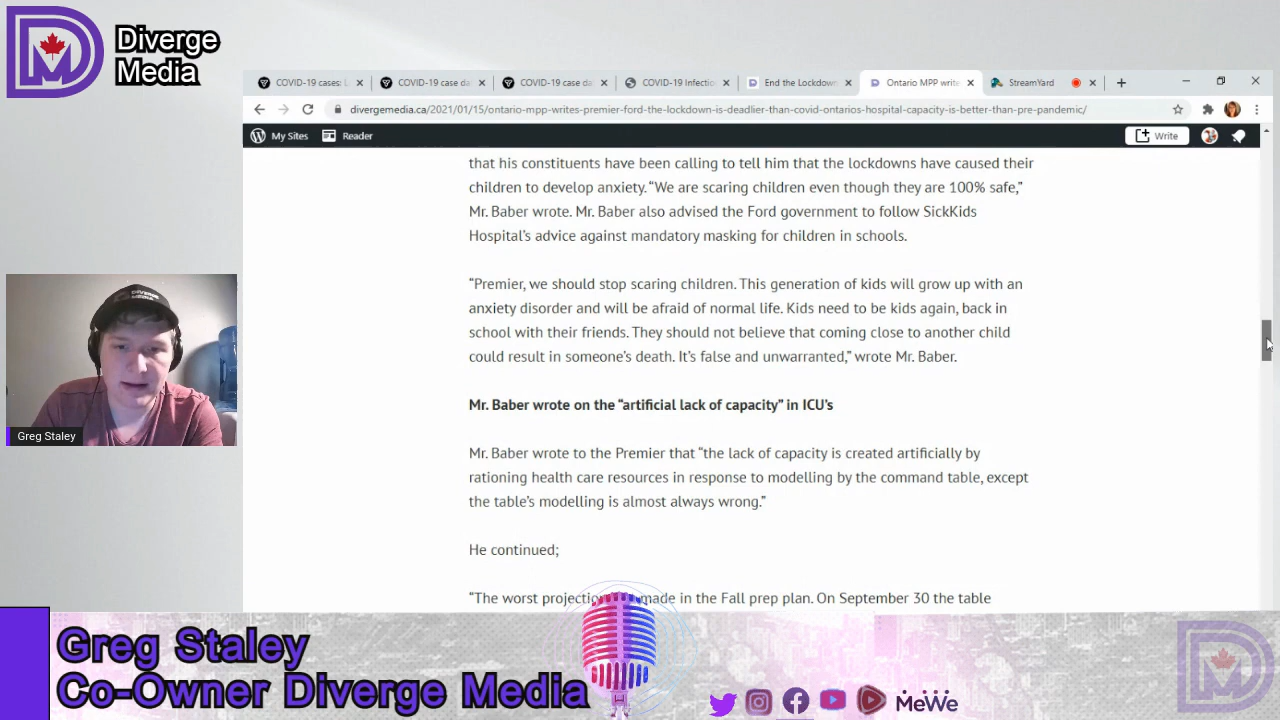 Diverge
Media
COVID-19 cases: L
COVID-19 case da
COVID-19 case da
COVID-19 Infectio
End the Lockdown
Ontario MPP write
StreamYard
divergemedia.ca/2021/01/15/ontario-mpp-writes-premier-ford-the-lockdown-is-deadlier-than-covid-ontarios-hospital-capacity-is-better-than-pre-pandemic/
My Sites
Reader
Write
that his constituents have been calling to tell him that the lockdowns have caused their
children to develop anxiety. “We are scaring children even though they are 100% safe,”
Mr. Baber wrote. Mr. Baber also advised the Ford government to follow SickKids
Hospital’s advice against mandatory masking for children in schools.
“Premier, we should stop scaring children. This generation of kids will grow up with an
anxiety disorder and will be afraid of normal life. Kids need to be kids again, back in
school with their friends. They should not believe that coming close to another child
could result in someone’s death. It’s false and unwarranted,” wrote Mr. Baber.
Mr. Baber wrote on the “artificial lack of capacity” in ICU’s
Mr. Baber wrote to the Premier that “the lack of capacity is created artificially by
rationing health care resources in response to modelling by the command table, except
the table’s modelling is almost always wrong.”
He continued;
“The worst made in the Fall prep plan. On September 30 the table
Greg Staley
Greg Staley
Co-Owner Diverge Media
MeWe